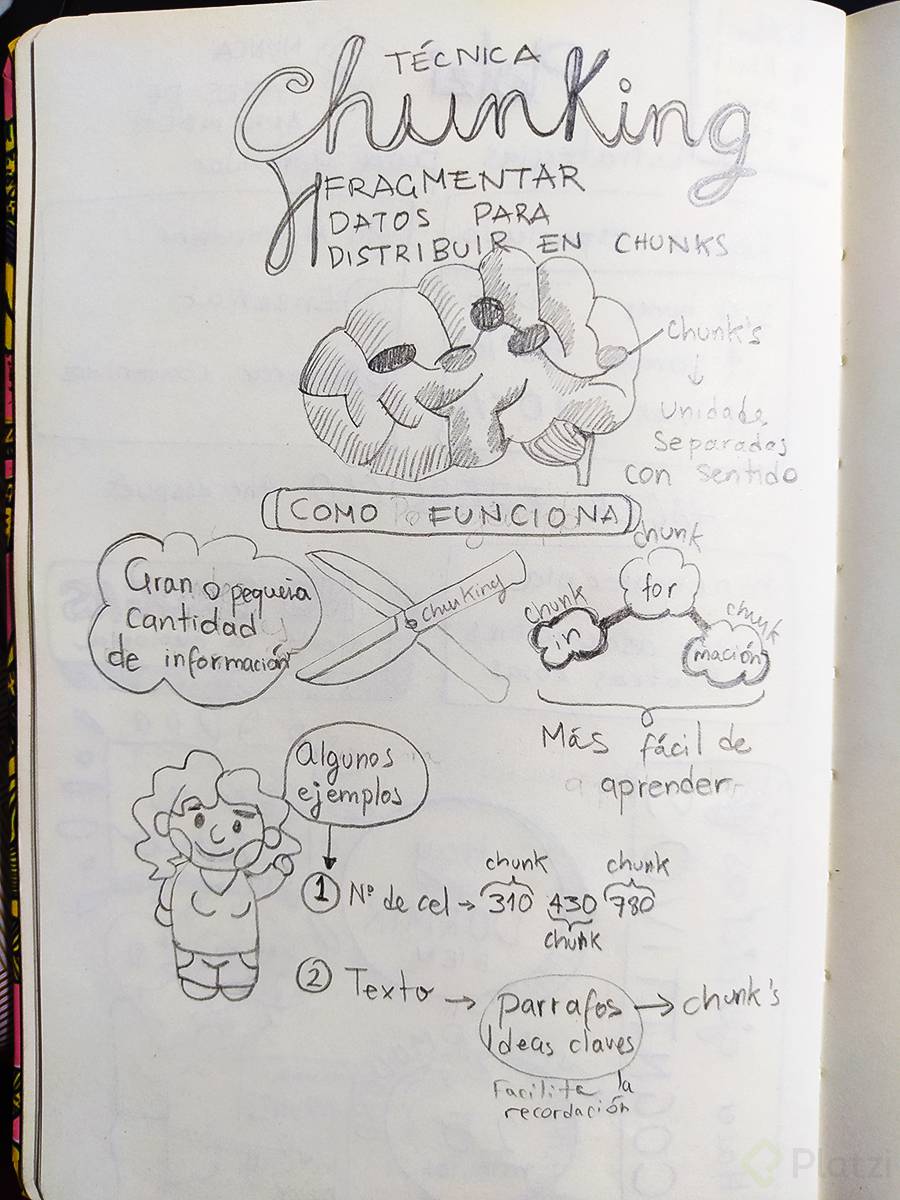 TÉCNICA
ChunKing
FRAGMENTAR
DATOS PARA
DISTRIBUIR EN CHUNKS
chunk's
unidades
separadas
con sentido
COMO FUNCIONA
Gran o pequeña
cantidad
de información
chunking
chunk
in
chunk
for
chunk
mación
Más fácil de
aprender
Algunos
ejemplos
1 Nº de cel → 310 430 780
chunk
chunk
chunk
2 Texto → parrafos → chunk's
Ideas claves
Facilita la
recordación
Platzi